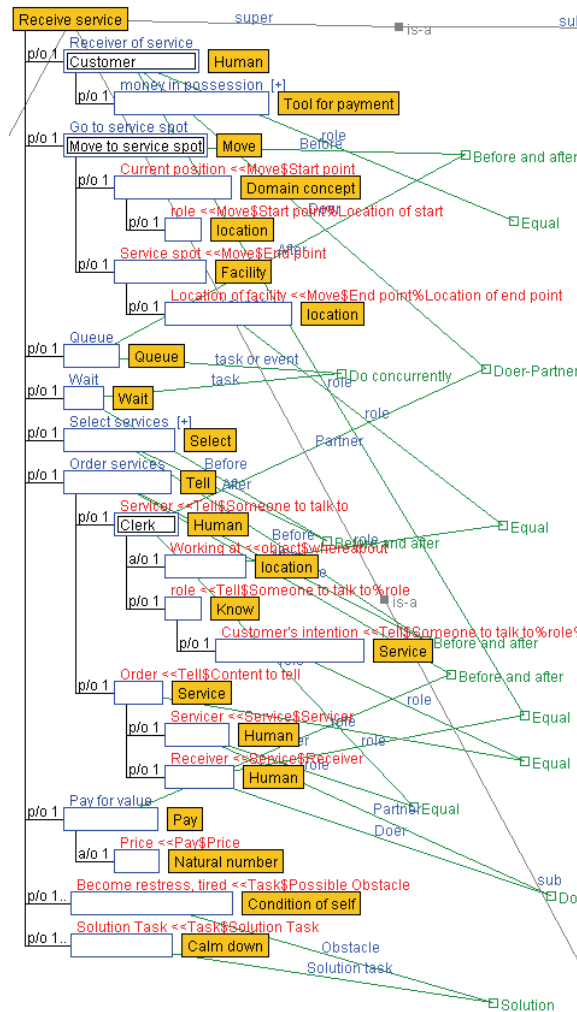 Receive service
super
is-a
sul
Receiver of service
p/o 1 Customer Human
money in possession [+]
p/o 1 Tool for payment
Go to service spot
role
p/o 1 Move to service spot Move Before
Before and after
Current position <<Move$Start point
p/o 1 Domain concept
Doer
role <<Move$Start point%Location of start
p/o 1 location
Equal
Service spot <<Move$End point
After
p/o 1 Facility
Location of facility <<Move$End point%Location of end point
p/o 1 location
Queue
p/o 1 Queue task or event
Do concurrently
Doer-Partner
Wait
task
role
p/o 1 Wait
role
Select services [+]
p/o 1 Select
Partner
Order services
Before
p/o 1 Tell
After
Servicer <<Tell$Someone to talk to
p/o 1 Clerk Human
Equal
Before
role
Before and after
Working at <<object$whereabout
a/o 1 location
role <<Tell$Someone to talk to%role
is-a
p/o 1 Know
Customer's intention <<Tell$Someone to talk to%role%
p/o 1 Service
Before and after
Order <<Tell$Content to tell
role
Before and after
p/o 1 Service
role
Servicer <<Service$Servicer
Equal
p/o 1 Human
role
Receiver <<Service$Receiver
role
Equal
p/o 1 Human
Pay for value
Partner
Equal
p/o 1 Pay
Doer
Price <<Pay$Price
a/o 1 Natural number
Become restress, tired <<Task$Possible Obstacle
sub
p/o 1.. Condition of self
Do
Solution Task <<Task$Solution Task
p/o 1.. Calm down
Obstacle
Solution task
Solution